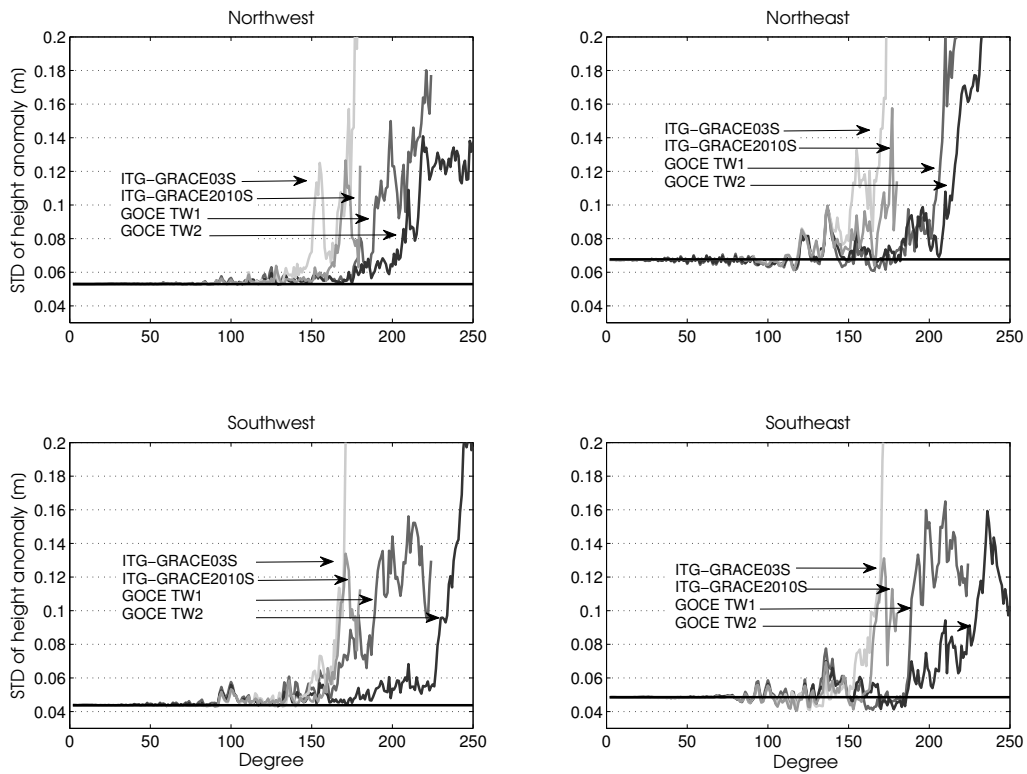 Northwest
STD of height anomaly (m)
0.2
0.18
0.16
0.14
0.12
0.1
0.08
0.06
0.04
ITG-GRACE03S
ITG-GRACE2010S
GOCE TW1
GOCE TW2
0 50 100 150 200 250
Northeast
0.2
0.18
0.16
0.14
0.12
0.1
0.08
0.06
0.04
ITG-GRACE03S
ITG-GRACE2010S
GOCE TW1
GOCE TW2
0 50 100 150 200 250
Southwest
STD of height anomaly (m)
0.2
0.18
0.16
0.14
0.12
0.1
0.08
0.06
0.04
ITG-GRACE03S
ITG-GRACE2010S
GOCE TW1
GOCE TW2
0 50 100 150 200 250
Degree
Southeast
0.2
0.18
0.16
0.14
0.12
0.1
0.08
0.06
0.04
ITG-GRACE03S
ITG-GRACE2010S
GOCE TW1
GOCE TW2
0 50 100 150 200 250
Degree